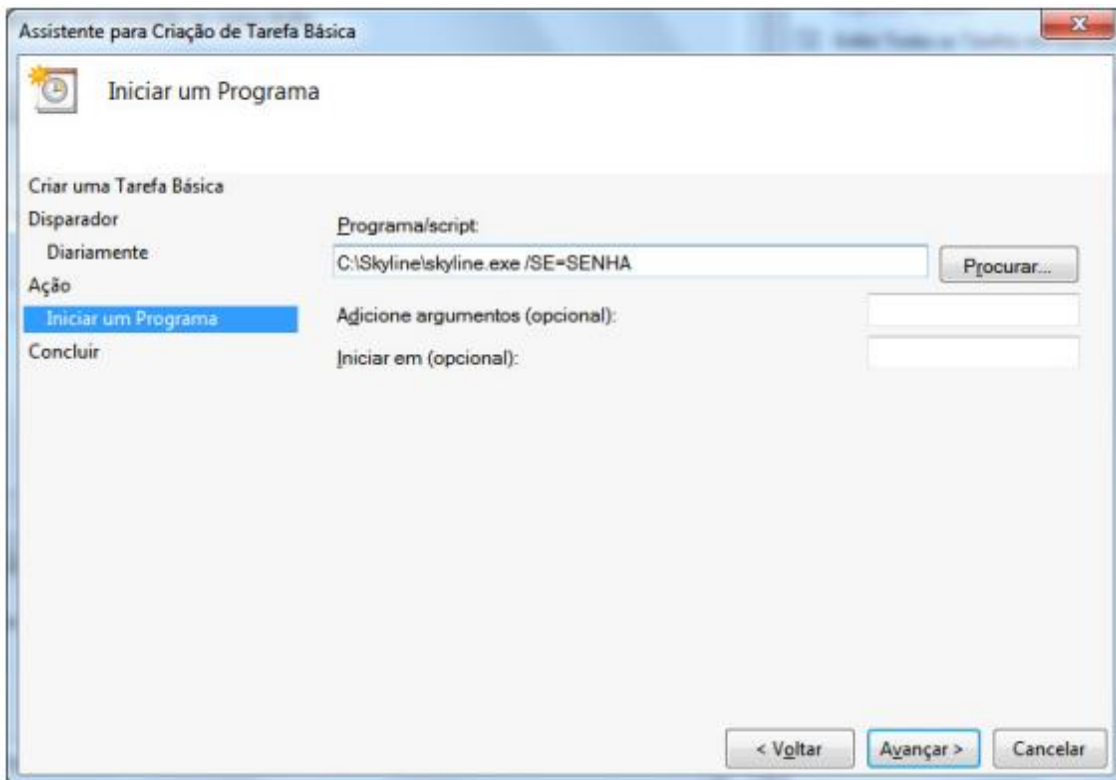 Assistente para Criação de Tarefa Básica
Iniciar um Programa
Criar uma Tarefa Básica
Disparador
Diariamente
Ação
Iniciar um Programa
Concluir
Programa/script:
C:\Skyline\skyline.exe /SE=SENHA
Procurar...
Adicione argumentos (opcional):
Iniciar em (opcional):
< Voltar
Avançar >
Cancelar